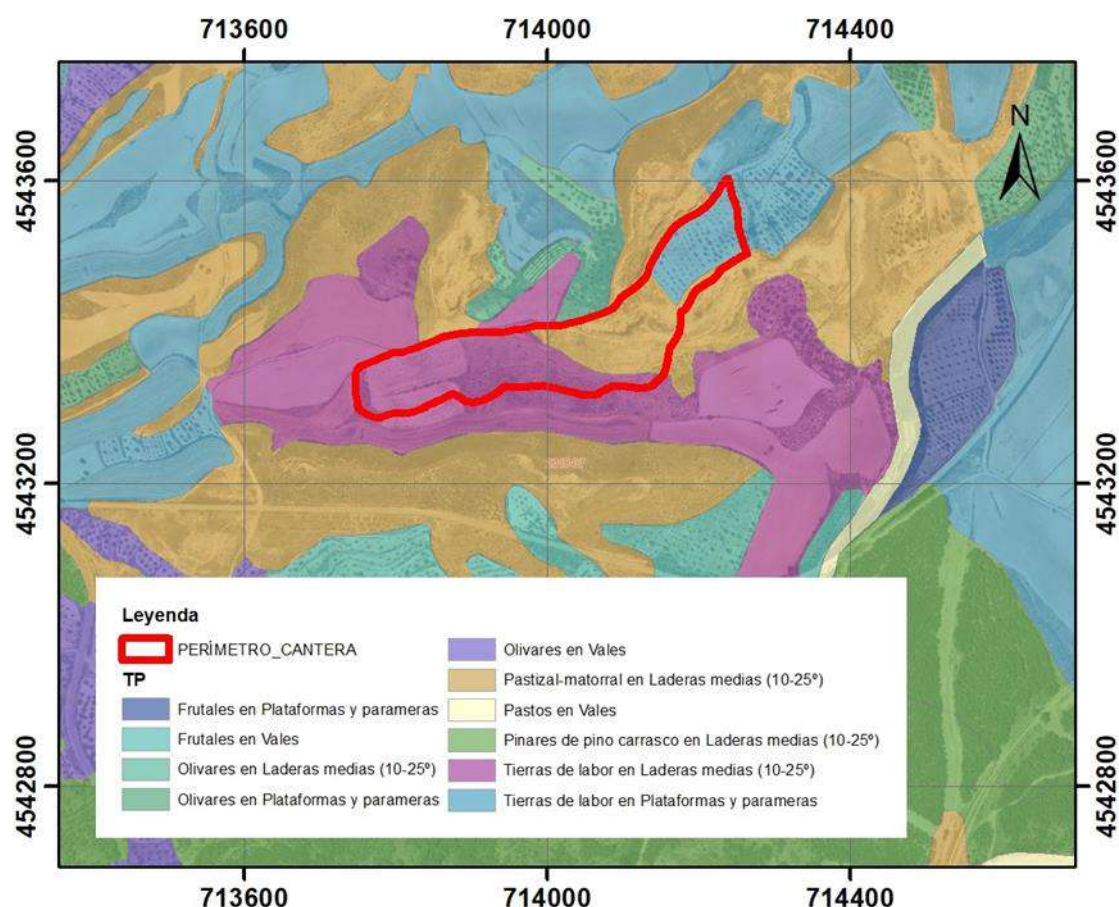 713600 714000 714400
N
4543600 4543600
4543200 4543200
Leyenda
PERÍMETRO_CANTERA
TP
Frutales en Plataformas y parameras
Frutales en Vales
Olivares en Laderas medias (10-25º)
Olivares en Plataformas y parameras
Olivares en Vales
Pastizal-matorral en Laderas medias (10-25º)
Pastos en Vales
Pinares de pino carrasco en Laderas medias (10-25º)
Tierras de labor en Laderas medias (10-25º)
Tierras de labor en Plataformas y parameras
4542800 4542800
713600 714000 714400